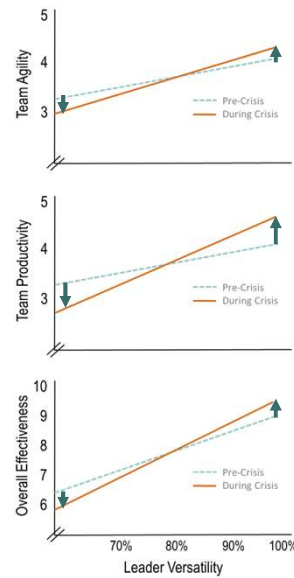 Team Agility
5
4
3
Pre-Crisis
During Crisis
Team Productivity
5
4
3
Pre-Crisis
During Crisis
Overall Effectiveness
10
9
8
7
6
Pre-Crisis
During Crisis
70% 80% 90% 100%
Leader Versatility